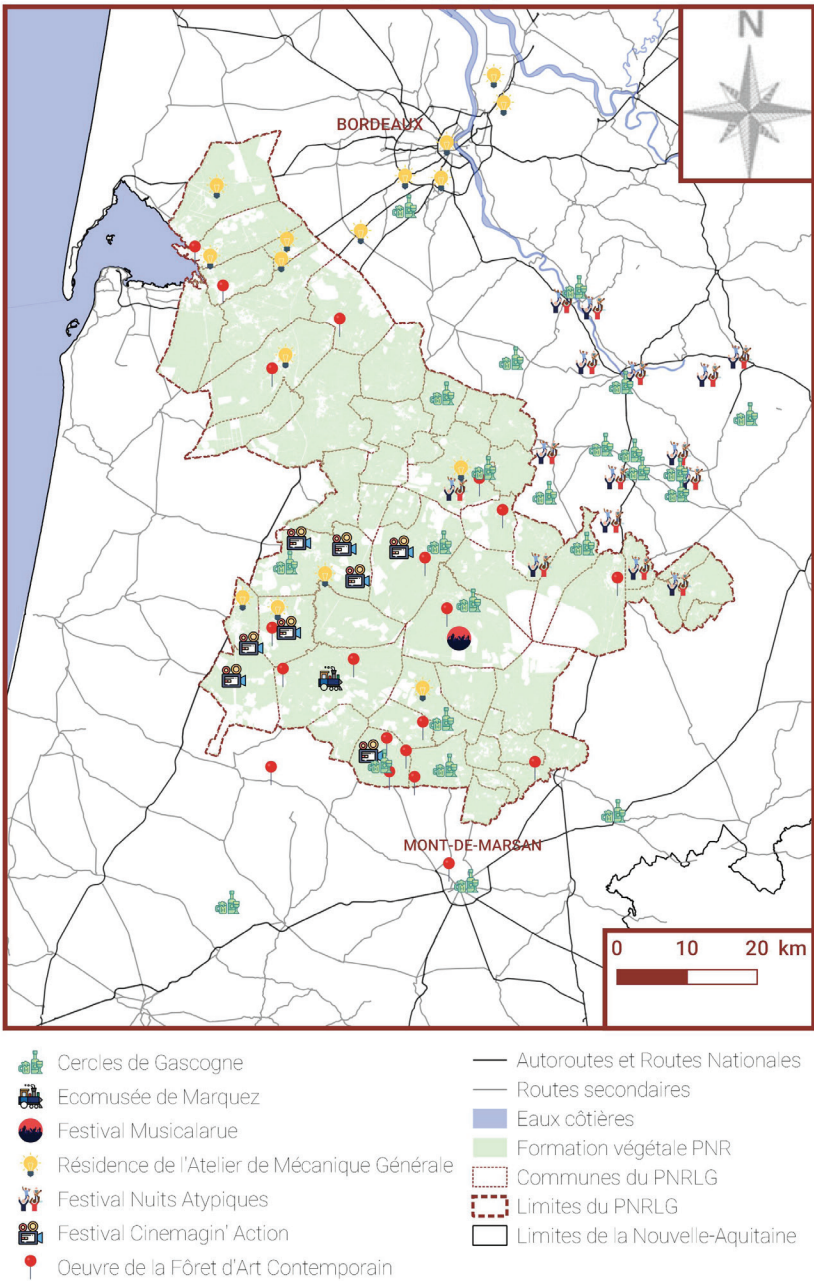 N
BORDEAUX
MONT-DE-MARSAN
0 10 20 km
Cercles de Gascogne
Ecomusée de Marquez
Festival Musicalarue
Résidence de l'Atelier de Mécanique Générale
Festival Nuits Atypiques
Festival Cinemagin' Action
Oeuvre de la Fôret d'Art Contemporain
Autoroutes et Routes Nationales
Routes secondaires
Eaux côtières
Formation végétale PNR
Communes du PNRLG
Limites du PNRLG
Limites de la Nouvelle-Aquitaine